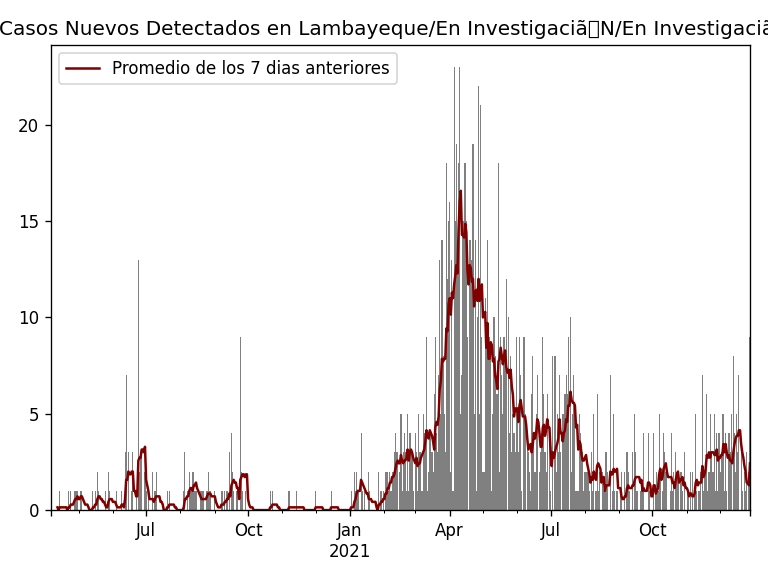 Casos Nuevos Detectados en Lambayeque/En Investigaciã▯N/En Investigaciã
Promedio de los 7 dias anteriores
20
15
10
5
0
Jul Oct Jan Apr Jul Oct
2021